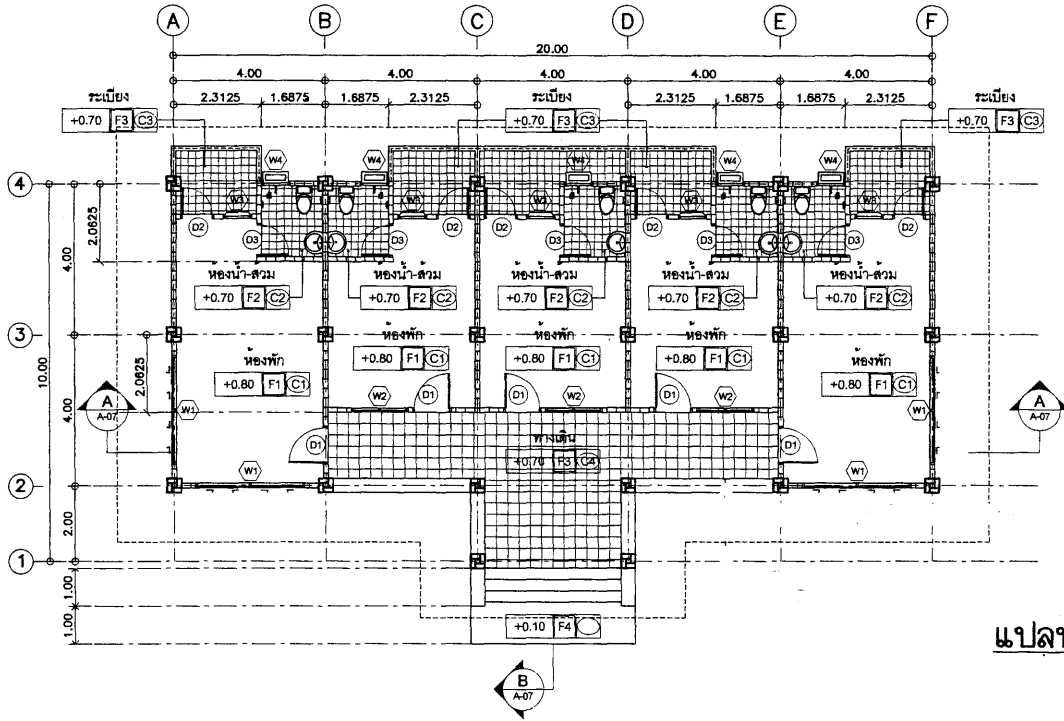 A B C D E F
20.00
4.00 4.00 4.00 4.00 4.00
ระเบียง 2.3125 1.6875 1.6875 2.3125 ระเบียง 2.3125 1.6875 1.6875 2.3125 ระเบียง
+0.70 F3 C3 +0.70 F3 C3 +0.70 F3 C3
W4 W4 W4 W4 W4
4
W3 W3 W3 W3 W3
D2 D2 D2 D2 D2
D3 D3 D3 D3 D3
2.0625
4.00
ห้องน้ำ-ส้วม ห้องน้ำ-ส้วม ห้องน้ำ-ส้วม ห้องน้ำ-ส้วม ห้องน้ำ-ส้วม
+0.70 F2 C2 +0.70 F2 C2 +0.70 F2 C2 +0.70 F2 C2 +0.70 F2 C2
3
ห้องพัก ห้องพัก ห้องพัก
+0.80 F1 C1 +0.80 F1 C1 +0.80 F1 C1
ห้องพัก ห้องพัก
+0.80 F1 C1 +0.80 F1 C1
10.00
2.0625
4.00
W2 D1 D1 W2 D1 W2
A W1 W1 A
A-07 A-07
ทางเดิน
D1 D1
+0.70 F3 C4
W1 W1
2
2.00
1
1.00
1.00
+0.10 F4
B
A-07